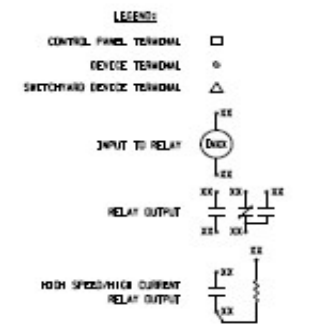 LEGEND:
CONTROL PANEL TERMINAL
DEVICE TERMINAL
SWITCHYARD DEVICE TERMINAL
XX
INPUT TO RELAY
XX
XX XX XX
RELAY OUTPUT
XX XX
XX
XX
HIGH SPEED/HIGH CURRENT
RELAY OUTPUT
XX